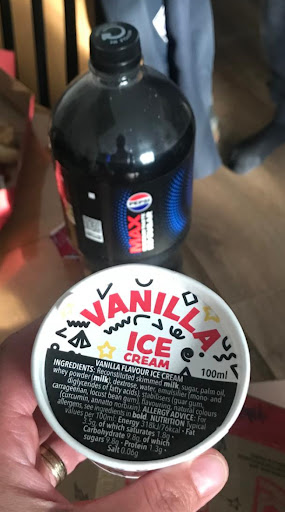 PEPSI
MAX
VANILLA
ICE
CREAM
100ml
VANILLA FLAVOUR ICE CREAM
INGREDIENTS: Reconstituted skimmed milk, sugar, palm oil,
whey powder (milk), dextrose, water, emulsifier (mono- and
diglycerides of fatty acids), stabilisers (guar gum,
carrageenan, locust bean gum), flavouring, natural colours
(curcumin, annatto norbixin). ALLERGY ADVICE: For
allergens, see ingredients in bold. NUTRITION Typical
values per 100ml: Energy 318kJ/76kcal • Fat
3.5g, of which saturates 1.8g •
Carbohydrate 9.8g, of which
sugars 9.8g • Protein 1.3g •
Salt 0.06g